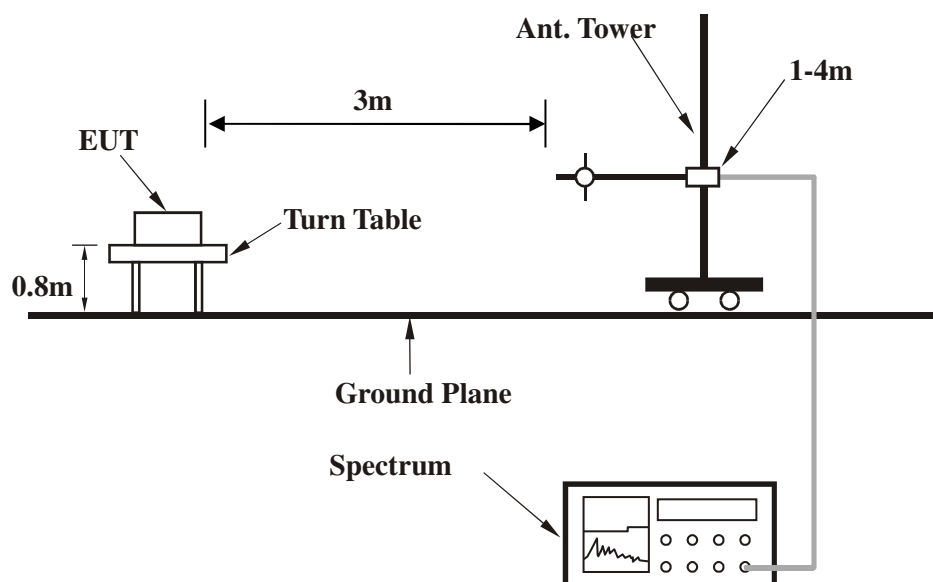 Ant. Tower
1-4m
3m
EUT
Turn Table
0.8m
Ground Plane
Spectrum